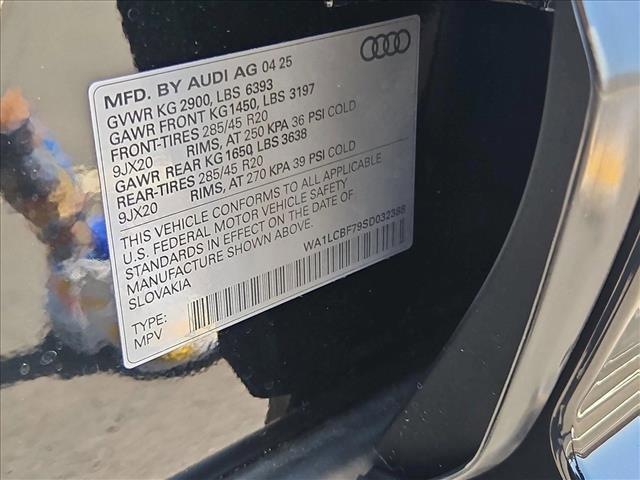 MFD. BY AUDI AG 04 25
GVWR KG 2900, LBS 6393
GAWR FRONT KG1450, LBS 3197
FRONT-TIRES 285/45 R20
9JX20 RIMS, AT 250 KPA 36 PSI COLD
GAWR REAR KG 1650, LBS 3638
REAR-TIRES 285/45 R20
9JX20 RIMS, AT 270 KPA 39 PSI COLD
THIS VEHICLE CONFORMS TO ALL APPLICABLE
U.S. FEDERAL MOTOR VEHICLE SAFETY
STANDARDS IN EFFECT ON THE DATE OF
MANUFACTURE SHOWN ABOVE.
SLOVAKIA
WA1LCBF79SD032388
TYPE:
MPV